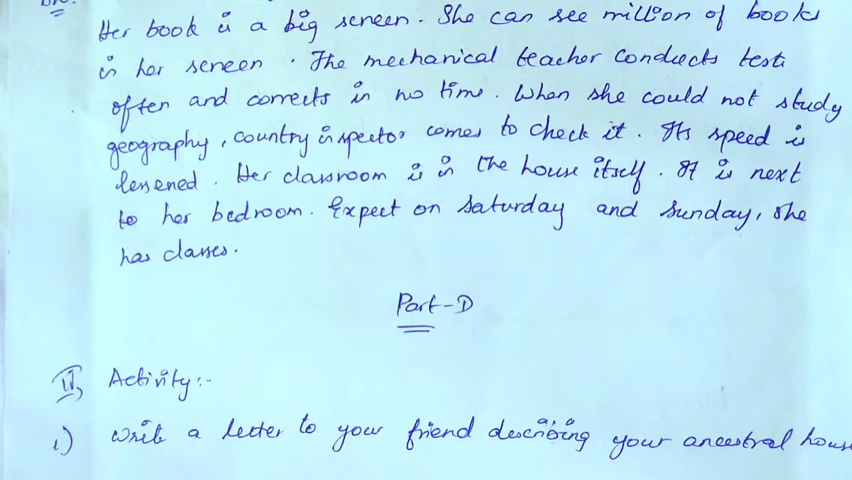 Her book is a big screen. She can see million of books
in her screen. The mechanical teacher conducts tests
often and corrects in no time. When she could not study
geography, country inspector comes to check it. Its speed is
lessened. Her classroom is in the house itself. It is next
to her bedroom. Expect on saturday and sunday, she
has classes.
Part-D
II, Activity:-
1) Write a letter to your friend describing your ancestral house